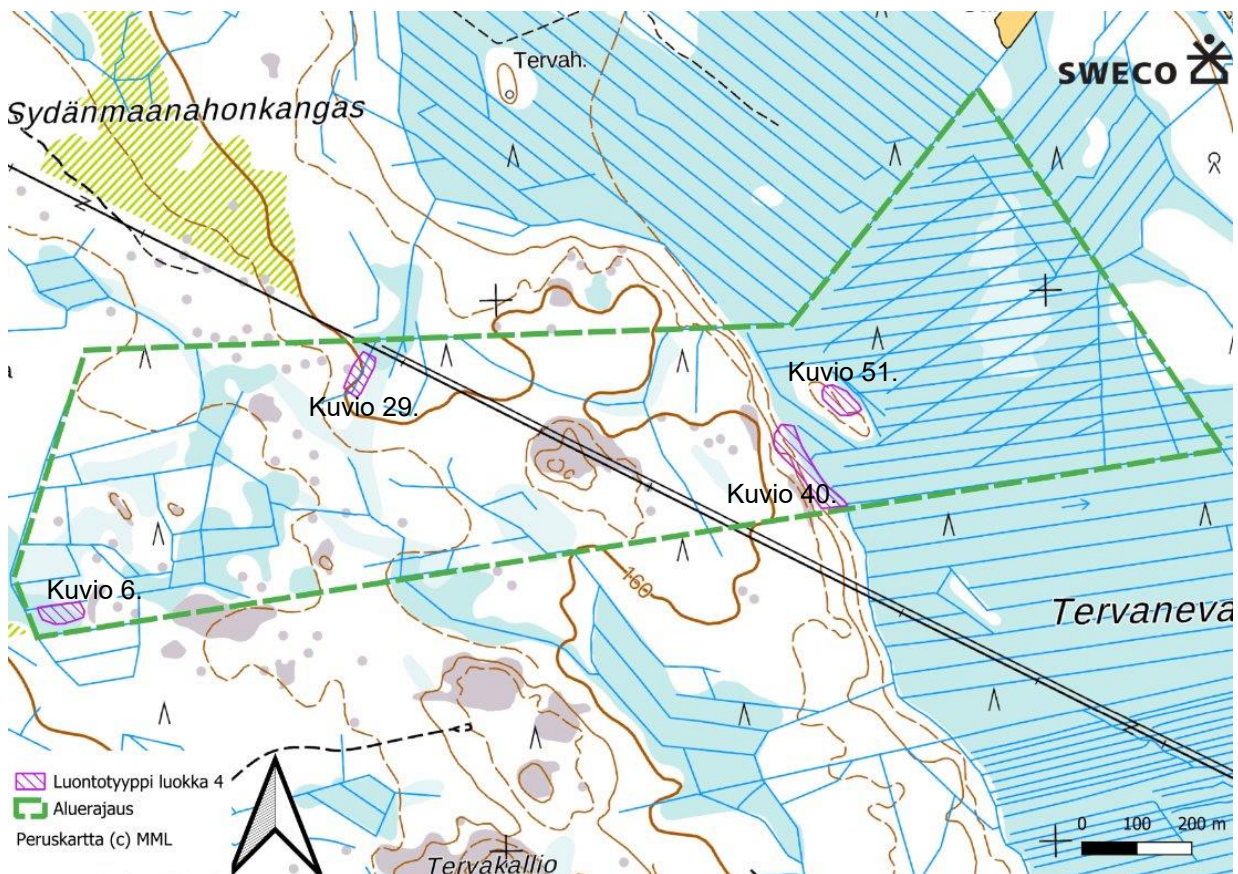 Tervah.
SWECO
Sydänmaanahonkangas
Kuvio 51.
Kuvio 29.
Kuvio 40.
160
Kuvio 6.
Tervaneva
Luontotyyppi luokka 4
Aluerajaus
Peruskartta (c) MML
0 100 200 m
Tervakallio